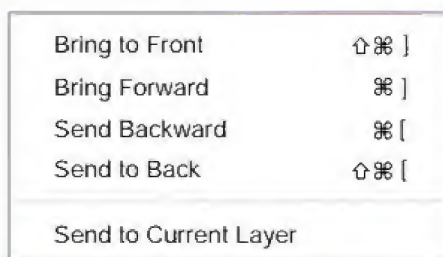 Bring to Front ⇧⌘ ]
Bring Forward ⌘ ]
Send Backward ⌘ [
Send to Back ⇧⌘ [
Send to Current Layer